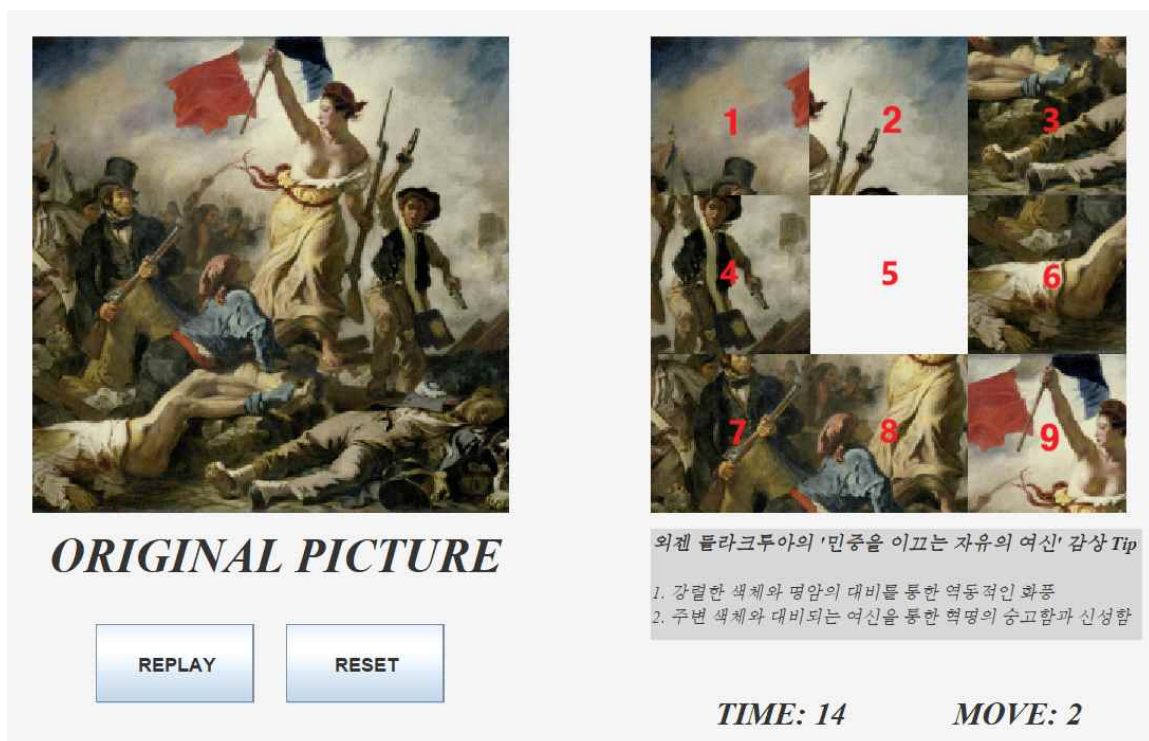 1
2
3
4
5
6
7
8
9
ORIGINAL PICTURE
외젠 들라크루아의 '민중을 이끄는 자유의 여신' 감상 Tip
1. 강렬한 색체와 명암의 대비를 통한 역동적인 화풍
2. 주변 색체와 대비되는 여신을 통한 혁명의 숭고함과 신성함
REPLAY
RESET
TIME: 14
MOVE: 2